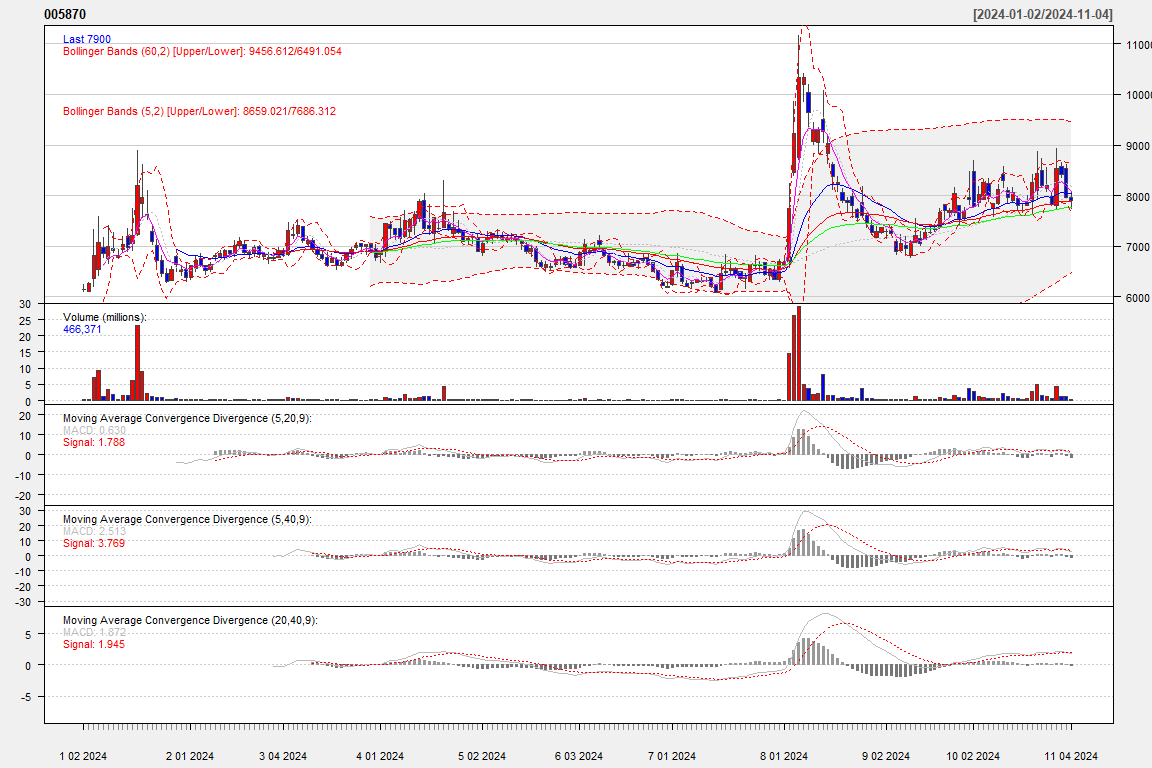 005870
[2024-01-02/2024-11-04]
Last 7900
Bollinger Bands (60,2) [Upper/Lower]: 9456.612/6491.054
Bollinger Bands (5,2) [Upper/Lower]: 8659.021/7686.312
11000
10000
9000
8000
7000
6000
Volume (millions):
466,371
30
25
20
15
10
5
0
Moving Average Convergence Divergence (5,20,9):
MACD: 0.630
Signal: 1.788
20
10
0
-10
-20
Moving Average Convergence Divergence (5,40,9):
MACD: 2.513
Signal: 3.769
30
20
10
0
-10
-20
-30
Moving Average Convergence Divergence (20,40,9):
MACD: 1.872
Signal: 1.945
5
0
-5
1 02 2024
2 01 2024
3 04 2024
4 01 2024
5 02 2024
6 03 2024
7 01 2024
8 01 2024
9 02 2024
10 02 2024
11 04 2024